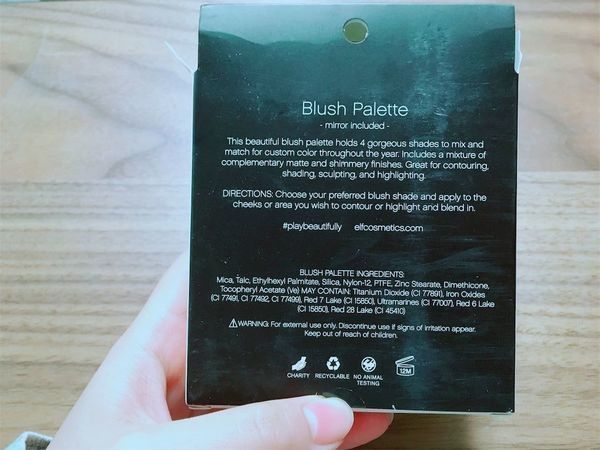 Blush Palette
- mirror included -
This beautiful blush palette holds 4 gorgeous shades to mix and
match for custom color throughout the year. Includes a mixture of
complementary matte and shimmery finishes. Great for contouring,
shading, sculpting, and highlighting.
DIRECTIONS: Choose your preferred blush shade and apply to the
cheeks or area you wish to contour or highlight and blend in.
#playbeautifully elfcosmetics.com
BLUSH PALETTE INGREDIENTS:
Mica, Talc, Ethylhexyl Palmitate, Silica, Nylon-12, PTFE, Zinc Stearate, Dimethicone,
Tocopheryl Acetate (Ve) MAY CONTAIN: Titanium Dioxide (CI 77891), Iron Oxides
(CI 77491, CI 77492, CI 77499), Red 7 Lake (CI 15850), Ultramarines (CI 77007), Red 6 Lake
(CI 15850), Red 28 Lake (CI 45410)
WARNING: For external use only. Discontinue use if signs of irritation appear.
Keep out of reach of children.
CHARITY RECYCLABLE NO ANIMAL TESTING 12M